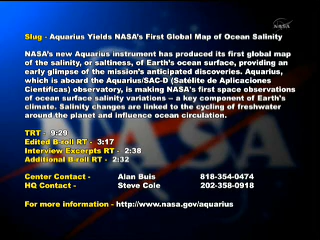 NASA
Slug - Aquarius Yields NASA's First Global Map of Ocean Salinity
NASA's new Aquarius instrument has produced its first global map
of the salinity, or saltiness, of Earth's ocean surface, providing an
early glimpse of the mission's anticipated discoveries. Aquarius,
which is aboard the Aquarius/SAC-D (Satélite de Aplicaciones
Científicas) observatory, is making NASA's first space observations
of ocean surface salinity variations -- a key component of Earth's
climate. Salinity changes are linked to the cycling of freshwater
around the planet and influence ocean circulation.
TRT - 9:29
Edited B roll RT - 3:17
Interview Excerpts RT - 2:38
Additional B roll RT - 2:32
Center Contact - Alan Buis 818-354-0474
HQ Contact - Steve Cole 202-358-0918
For more information - http://www.nasa.gov/aquarius